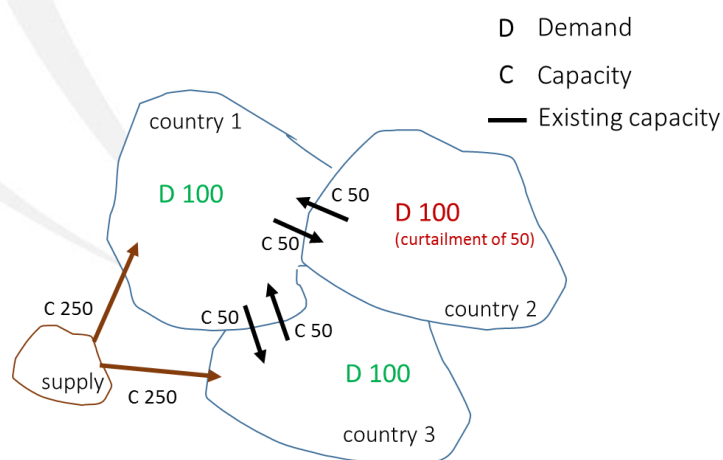 D Demand
C Capacity
Existing capacity
country 1
D 100
C 50
D 100
(curtailment of 50)
C 50
country 2
C 250
C 50
C 50
supply
D 100
C 250
country 3